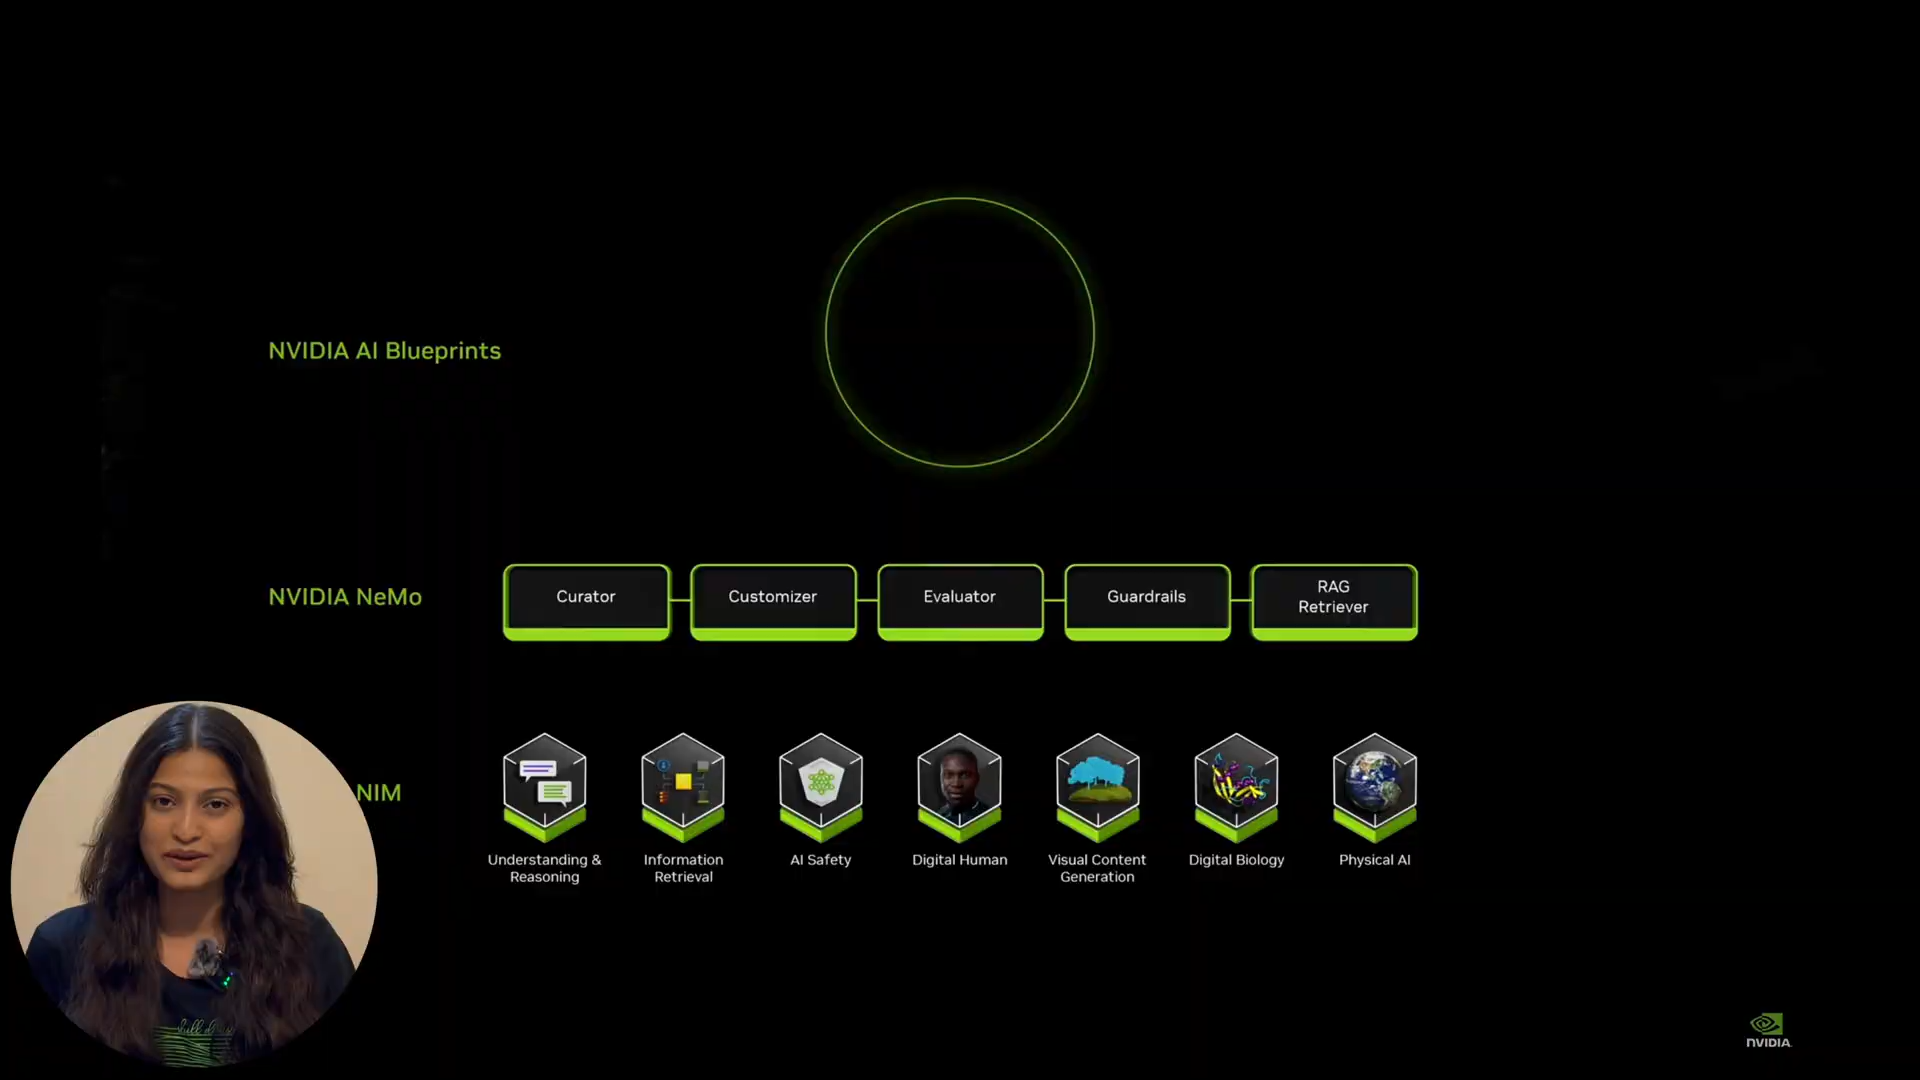 NVIDIA AI Blueprints
NVIDIA NeMo
Curator
Customizer
Evaluator
Guardrails
RAG
Retriever
NIM
Understanding &
Reasoning
Information
Retrieval
AI Safety
Digital Human
Visual Content
Generation
Digital Biology
Physical AI
NVIDIA